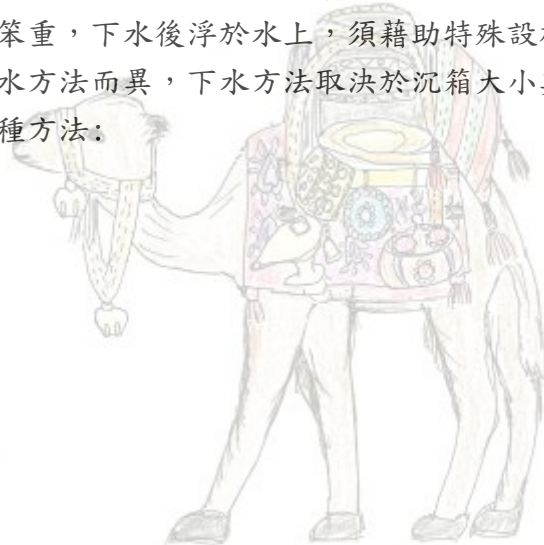 笨重，下水後浮於水上，須藉助特殊設
水方法而異，下水方法取決於沉箱大小
種方法: